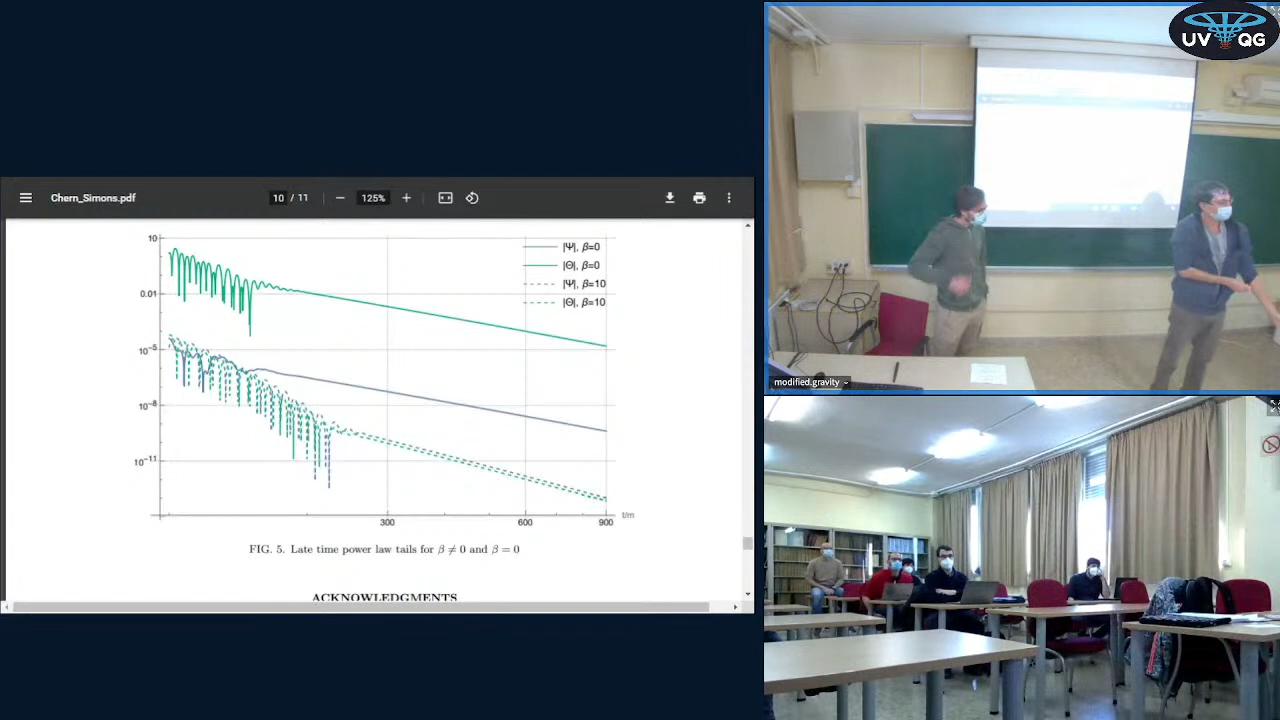 Chern_Simons.pdf
10 / 11
125%
10
0.01
10⁻⁵
10⁻⁸
10⁻¹¹
300
600
900
t/m
|Ψ|, β=0
|Θ|, β=0
|Ψ|, β=10
|Θ|, β=10
FIG. 5. Late time power law tails for β ≠ 0 and β = 0
ACKNOWLEDGMENTS
UV QG
modified.gravity